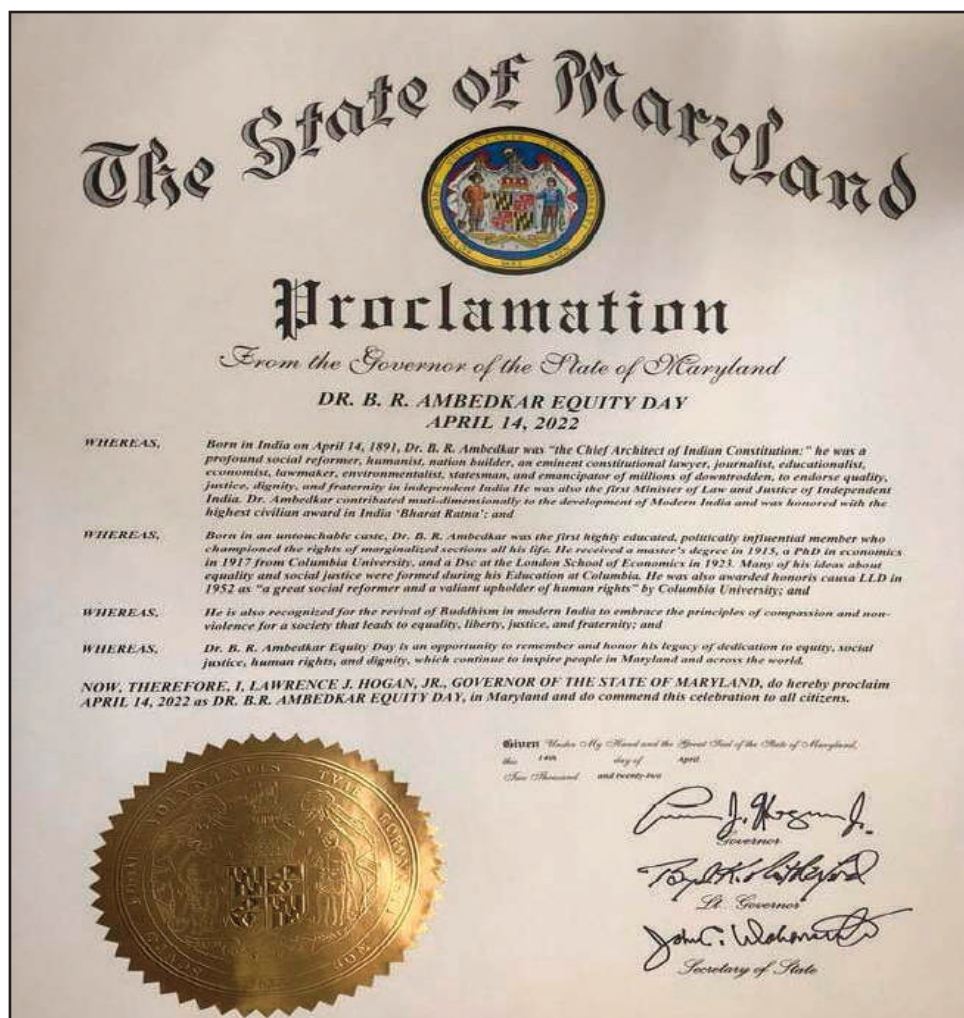 The State of Maryland
Proclamation
From the Governor of the State of Maryland
DR. B. R. AMBEDKAR EQUITY DAY
APRIL 14, 2022
WHEREAS, Born in India on April 14, 1891, Dr. B. R. Ambedkar was "the Chief Architect of Indian Constitution:" he was a
profound social reformer, humanist, nation builder, an eminent constitutional lawyer, journalist, educationalist,
economist, lawmaker, environmentalist, statesman, and emancipator of millions of downtrodden, to endorse quality,
justice, dignity, and fraternity in independent India He was also the first Minister of Law and Justice of Independent
India. Dr. Ambedkar contributed muti-dimensionally to the development of Modern India and was honored with the
highest civilian award in India 'Bharat Ratna'; and
WHEREAS, Born in an untouchable caste, Dr. B. R. Ambedkar was the first highly educated, politically influential member who
championed the rights of marginalized sections all his life. He received a master's degree in 1915, a PhD in economics
in 1917 from Columbia University, and a Dsc at the London School of Economics in 1923. Many of his ideas about
equality and social justice were formed during his Education at Columbia. He was also awarded honoris causa LLD in
1952 as "a great social reformer and a valiant upholder of human rights" by Columbia University; and
WHEREAS, He is also recognized for the revival of Buddhism in modern India to embrace the principles of compassion and non-
violence for a society that leads to equality, liberty, justice, and fraternity; and
WHEREAS, Dr. B. R. Ambedkar Equity Day is an opportunity to remember and honor his legacy of dedication to equity, social
justice, human rights, and dignity, which continue to inspire people in Maryland and across the world.
NOW, THEREFORE, I, LAWRENCE J. HOGAN, JR., GOVERNOR OF THE STATE OF MARYLAND, do hereby proclaim
APRIL 14, 2022 as DR. B.R. AMBEDKAR EQUITY DAY, in Maryland and do commend this celebration to all citizens.
Given Under My Hand and the Great Seal of the State of Maryland,
this 14th day of April
Two Thousand and twenty-two
Governor
Lt. Governor
Secretary of State